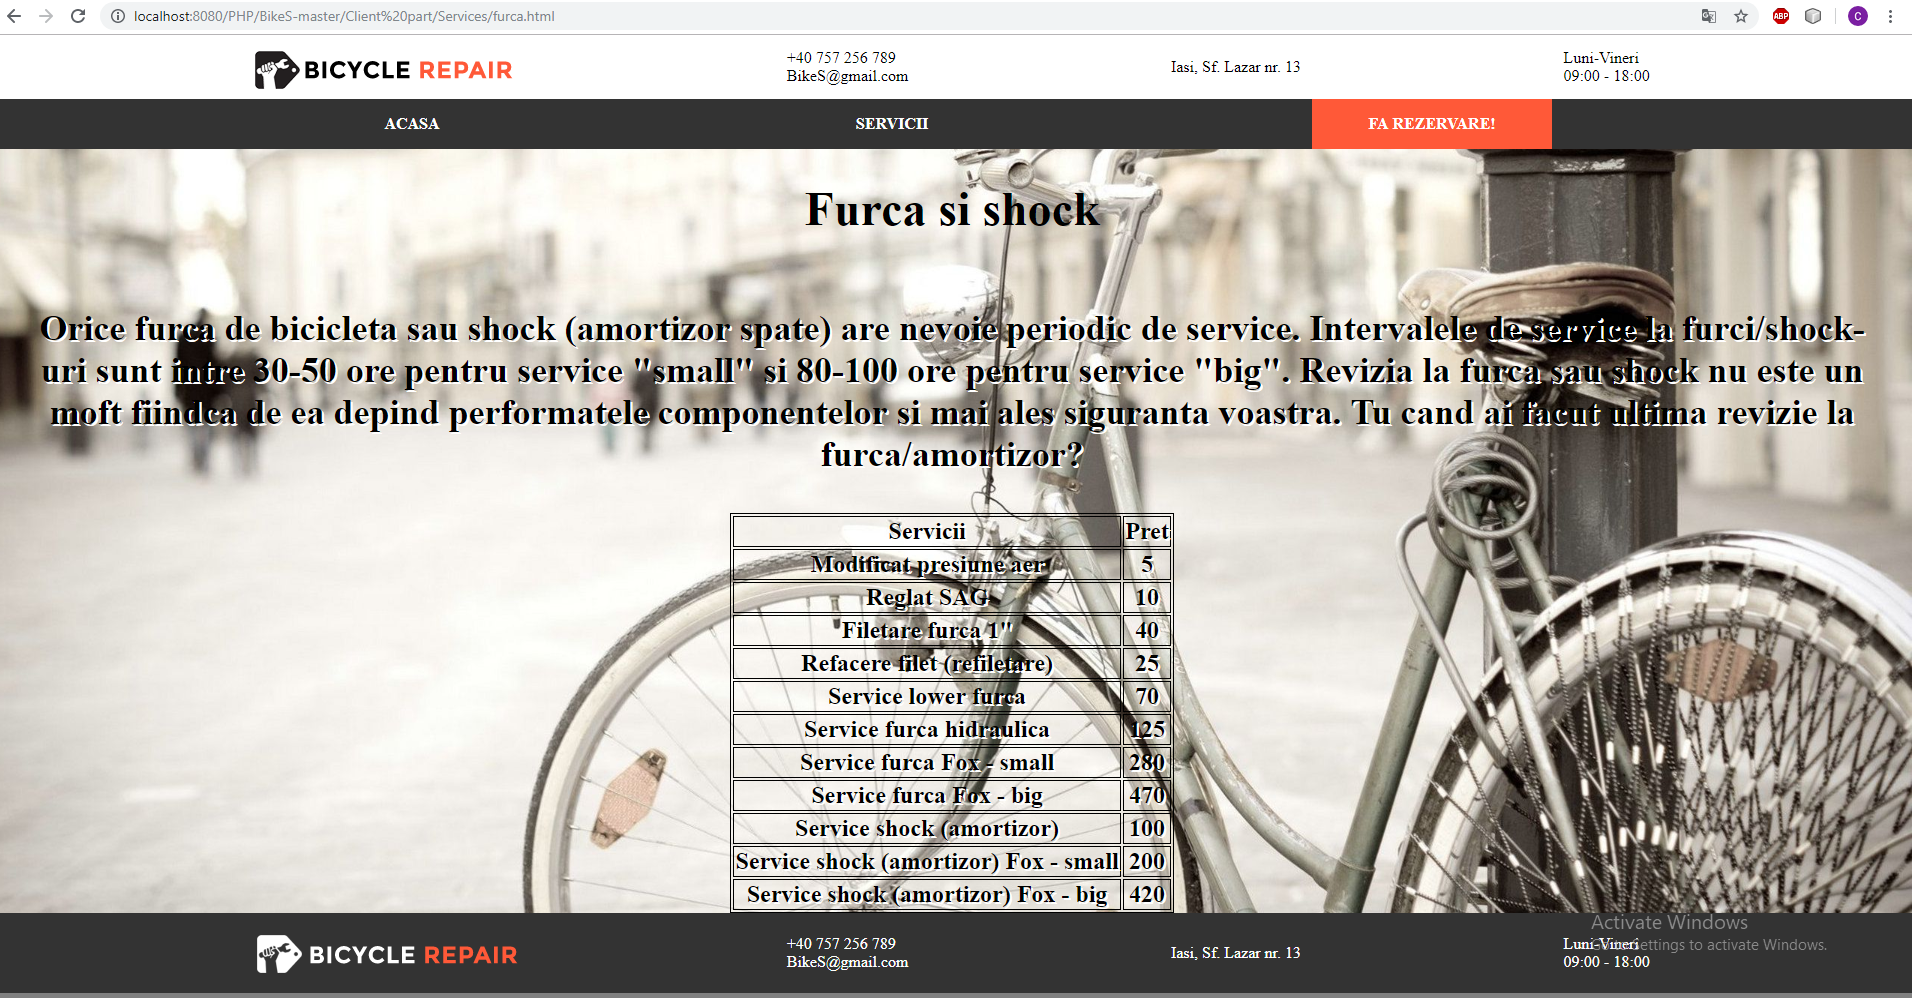 localhost:8080/PHP/BikeS-master/Client%20part/Services/furca.html
ABP
C
BICYCLE REPAIR
+40 757 256 789
BikeS@gmail.com
Iasi, Sf. Lazar nr. 13
Luni-Vineri
09:00 - 18:00
ACASA
SERVICII
FA REZERVARE!
Furca si shock
Orice furca de bicicleta sau shock (amortizor spate) are nevoie periodic de service. Intervalele de service la furci/shock-
uri sunt intre 30-50 ore pentru service "small" si 80-100 ore pentru service "big". Revizia la furca sau shock nu este un
moft fiindca de ea depind performatele componentelor si mai ales siguranta voastra. Tu cand ai facut ultima revizie la
furca/amortizor?
Servicii Pret
Modificat presiune aer 5
Reglat SAG 10
Filetare furca 1" 40
Refacere filet (refiletare) 25
Service lower furca 70
Service furca hidraulica 125
Service furca Fox - small 280
Service furca Fox - big 470
Service shock (amortizor) 100
Service shock (amortizor) Fox - small 200
Service shock (amortizor) Fox - big 420
BICYCLE REPAIR
+40 757 256 789
BikeS@gmail.com
Iasi, Sf. Lazar nr. 13
Luni-Vineri
09:00 - 18:00
Activate Windows
Go to Settings to activate Windows.